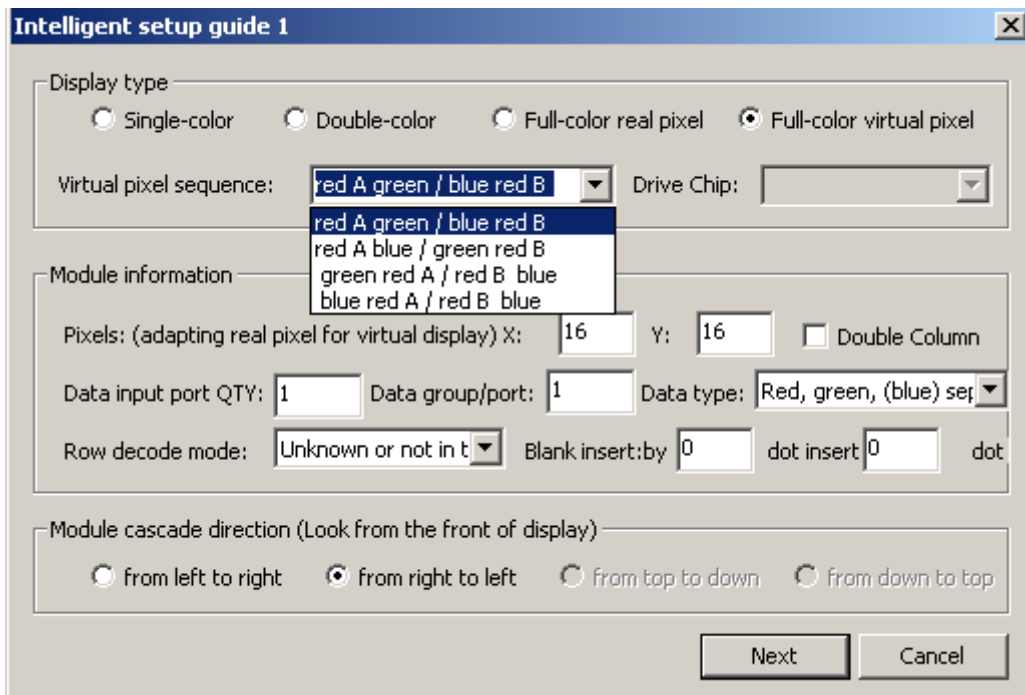 Intelligent setup guide 1
Display type
Single-color Double-color Full-color real pixel Full-color virtual pixel
Virtual pixel sequence: red A green / blue red B Drive Chip:
red A green / blue red B
red A blue / green red B
green red A / red B blue
blue red A / red B blue
Module information
Pixels: (adapting real pixel for virtual display) X: 16 Y: 16 Double Column
Data input port QTY: 1 Data group/port: 1 Data type: Red, green, (blue) sep
Row decode mode: Unknown or not in t Blank insert:by 0 dot insert 0 dot
Module cascade direction (Look from the front of display)
from left to right from right to left from top to down from down to top
Next Cancel